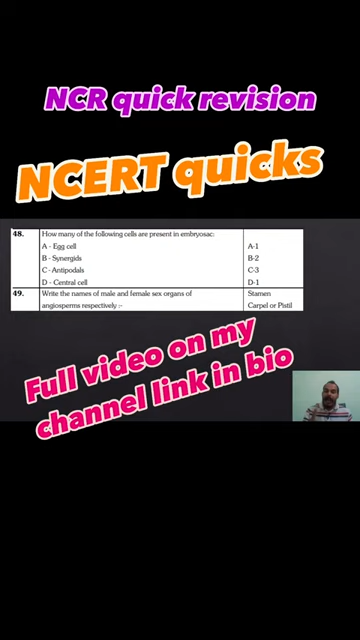 NCR quick revision
NCERT quicks
48. How many of the following cells are present in embryosac:
A - Egg cell A-1
B - Synergids B-2
C - Antipodals C-3
D - Central cell D-1
49. Write the names of male and female sex organs of Stamen
angiosperms respectively :- Carpel or Pistil
Full video on my
channel link in bio